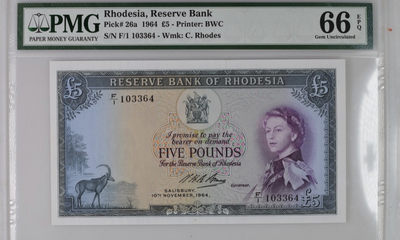 PMG
PAPER MONEY GUARANTY
Rhodesia, Reserve Bank
Pick# 26a 1964 £5 - Printer: BWC
S/N F/1 103364 - Wmk: C. Rhodes
66 EPQ
Gem Uncirculated
£5
RESERVE BANK OF RHODESIA
£5
F/1 103364
I promise to pay the
bearer on demand
FIVE POUNDS
For the Reserve Bank of Rhodesia
SALISBURY,
10TH NOVEMBER, 1964.
Governor.
F/1 103364
£5